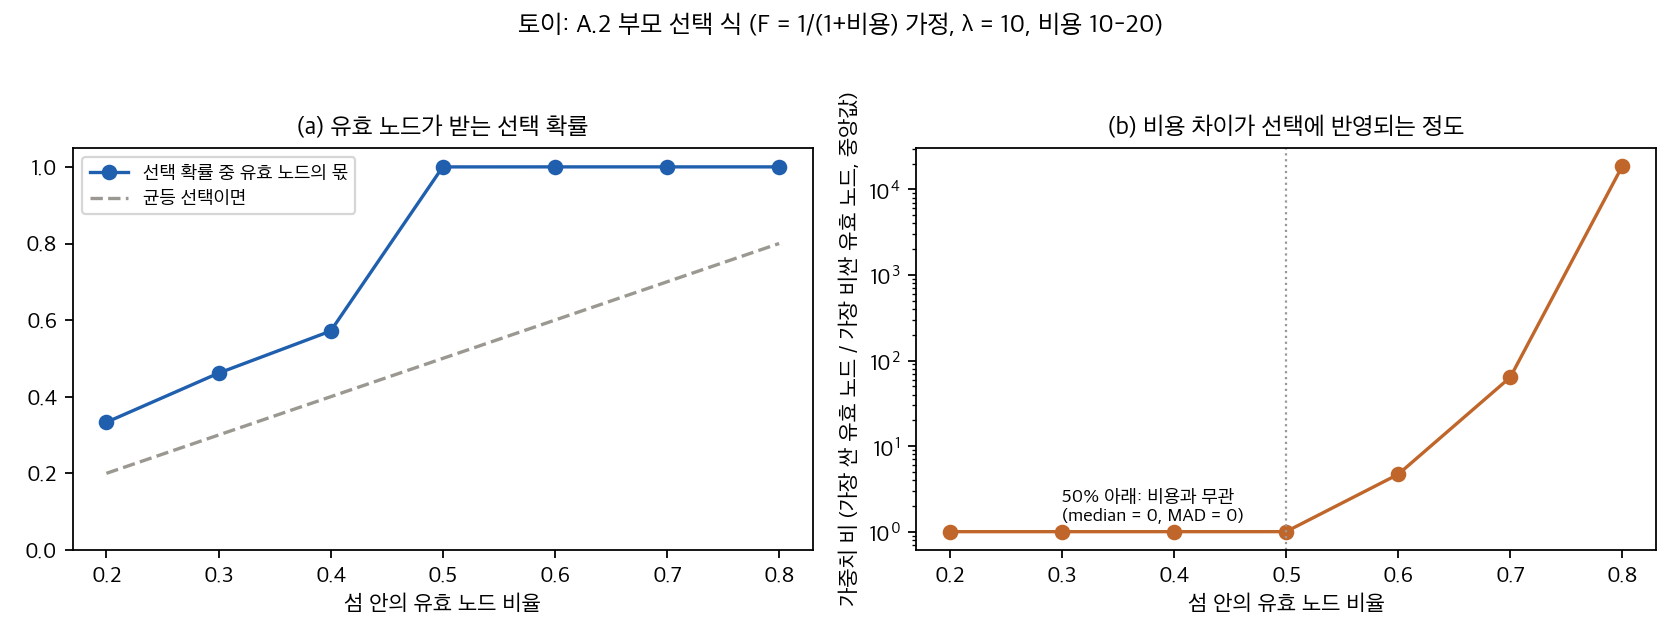 토이: A.2 부모 선택 식 (F = 1/(1+비용) 가정, λ = 10, 비용 10-20)
(a) 유효 노드가 받는 선택 확률
선택 확률 중 유효 노드의 몫
균등 선택이면
1.0
0.8
0.6
0.4
0.2
0.0
0.2 0.3 0.4 0.5 0.6 0.7 0.8
섬 안의 유효 노드 비율
(b) 비용 차이가 선택에 반영되는 정도
가중치 비 (가장 싼 유효 노드 / 가장 비싼 유효 노드, 중앙값)
10⁴
10³
10²
10¹
10⁰
50% 아래: 비용과 무관
(median = 0, MAD = 0)
0.2 0.3 0.4 0.5 0.6 0.7 0.8
섬 안의 유효 노드 비율